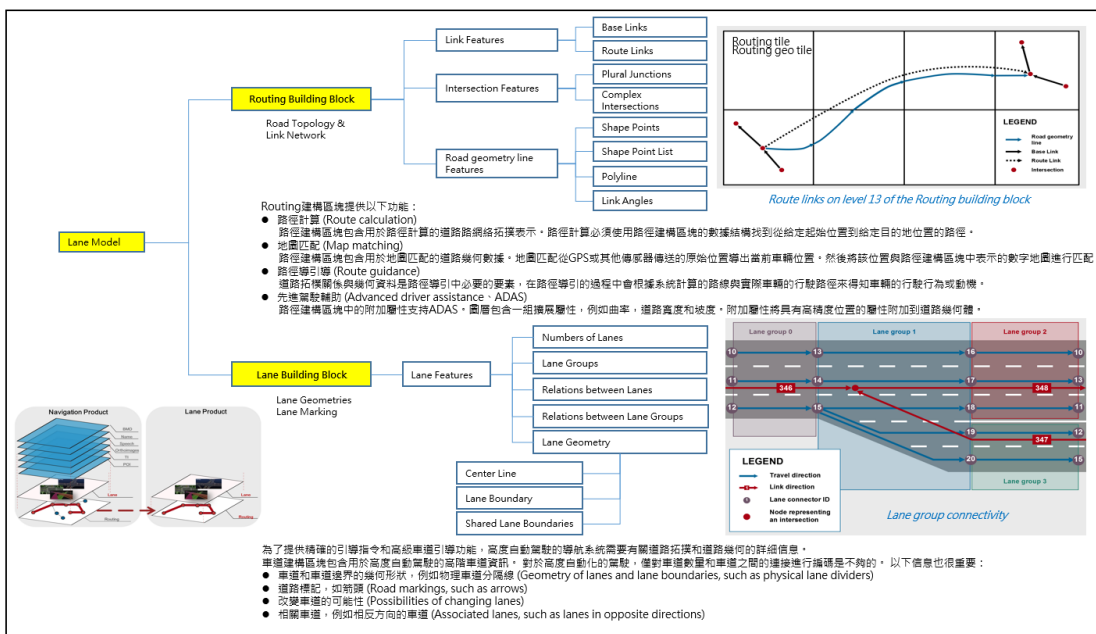 Lane Model
Routing Building Block
Road Topology &
Link Network
Link Features
Base Links
Route Links
Intersection Features
Plural Junctions
Complex
Intersections
Road geometry line
Features
Shape Points
Shape Point List
Polyline
Link Angles
Routing tile
Routing geo tile
LEGEND
Road geometry
line
Base Link
Route Link
Intersection
Route links on level 13 of the Routing building block
Routing建構區塊提供以下功能：
● 路徑計算 (Route calculation)
路徑建構區塊包含用於路徑計算的道路路網絡拓撲表示。路徑計算必須使用路徑建構區塊的數據結構找到從給定起始位置到給定目的地位置的路徑。
● 地圖匹配 (Map matching)
路徑建構區塊包含用於地圖匹配的道路幾何數據。地圖匹配從GPS或其他傳感器傳送的原始位置導出當前車輛位置。然後將該位置與路徑建構區塊中表示的數字地圖進行匹配
● 路徑導引導 (Route guidance)
道路拓樸關係與幾何資料是路徑導引中必要的要素，在路徑導引的過程中會根據系統計算的路線與實際車輛的行駛路徑來得知車輛的行駛行為或動機。
● 先進駕駛輔助 (Advanced driver assistance、ADAS)
路徑建構區塊中的附加屬性支持ADAS。圖層包含一組擴展屬性，例如曲率，道路寬度和坡度。附加屬性將具有高精度位置的屬性附加到道路幾何體。
Lane Building Block
Lane Geometries
Lane Marking
Lane Features
Numbers of Lanes
Lane Groups
Relations between Lanes
Relations between Lane Groups
Lane Geometry
Center Line
Lane Boundary
Shared Lane Boundaries
Navigation Product
Lane Product
BMD
Name
Speech
Orthoimages
TI
POI
Lane
Routing
Lane
Routing
Lane group 0
Lane group 1
Lane group 2
10
13
16
10
11
346
14
17
348
13
12
15
18
11
19
12
347
20
15
Lane group 3
LEGEND
Travel direction
Link direction
Lane connector ID
Node representing
an intersection
Lane group connectivity
為了提供精確的引導指令和高級車道引導功能，高度自動駕駛的導航系統需要有關道路拓撲和道路幾何的詳細信息。
車道建構區塊包含用於高度自動駕駛的高階車道資訊。 對於高度自動化的駕駛，僅對車道數量和車道之間的連接進行編碼是不夠的。 以下信息也很重要：
● 車道和車道邊界的幾何形狀，例如物理車道分隔線 (Geometry of lanes and lane boundaries, such as physical lane dividers)
● 道路標記，如箭頭 (Road markings, such as arrows)
● 改變車道的可能性 (Possibilities of changing lanes)
● 相關車道，例如相反方向的車道 (Associated lanes, such as lanes in opposite directions)